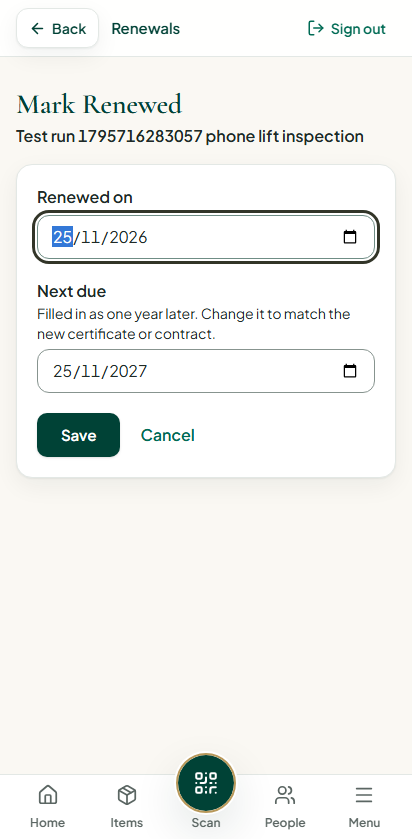 Back
Renewals
Sign out
Mark Renewed
Test run 1795716283057 phone lift inspection
Renewed on
25/11/2026
Next due
Filled in as one year later. Change it to match the
new certificate or contract.
25/11/2027
Save
Cancel
Home
Items
Scan
People
Menu